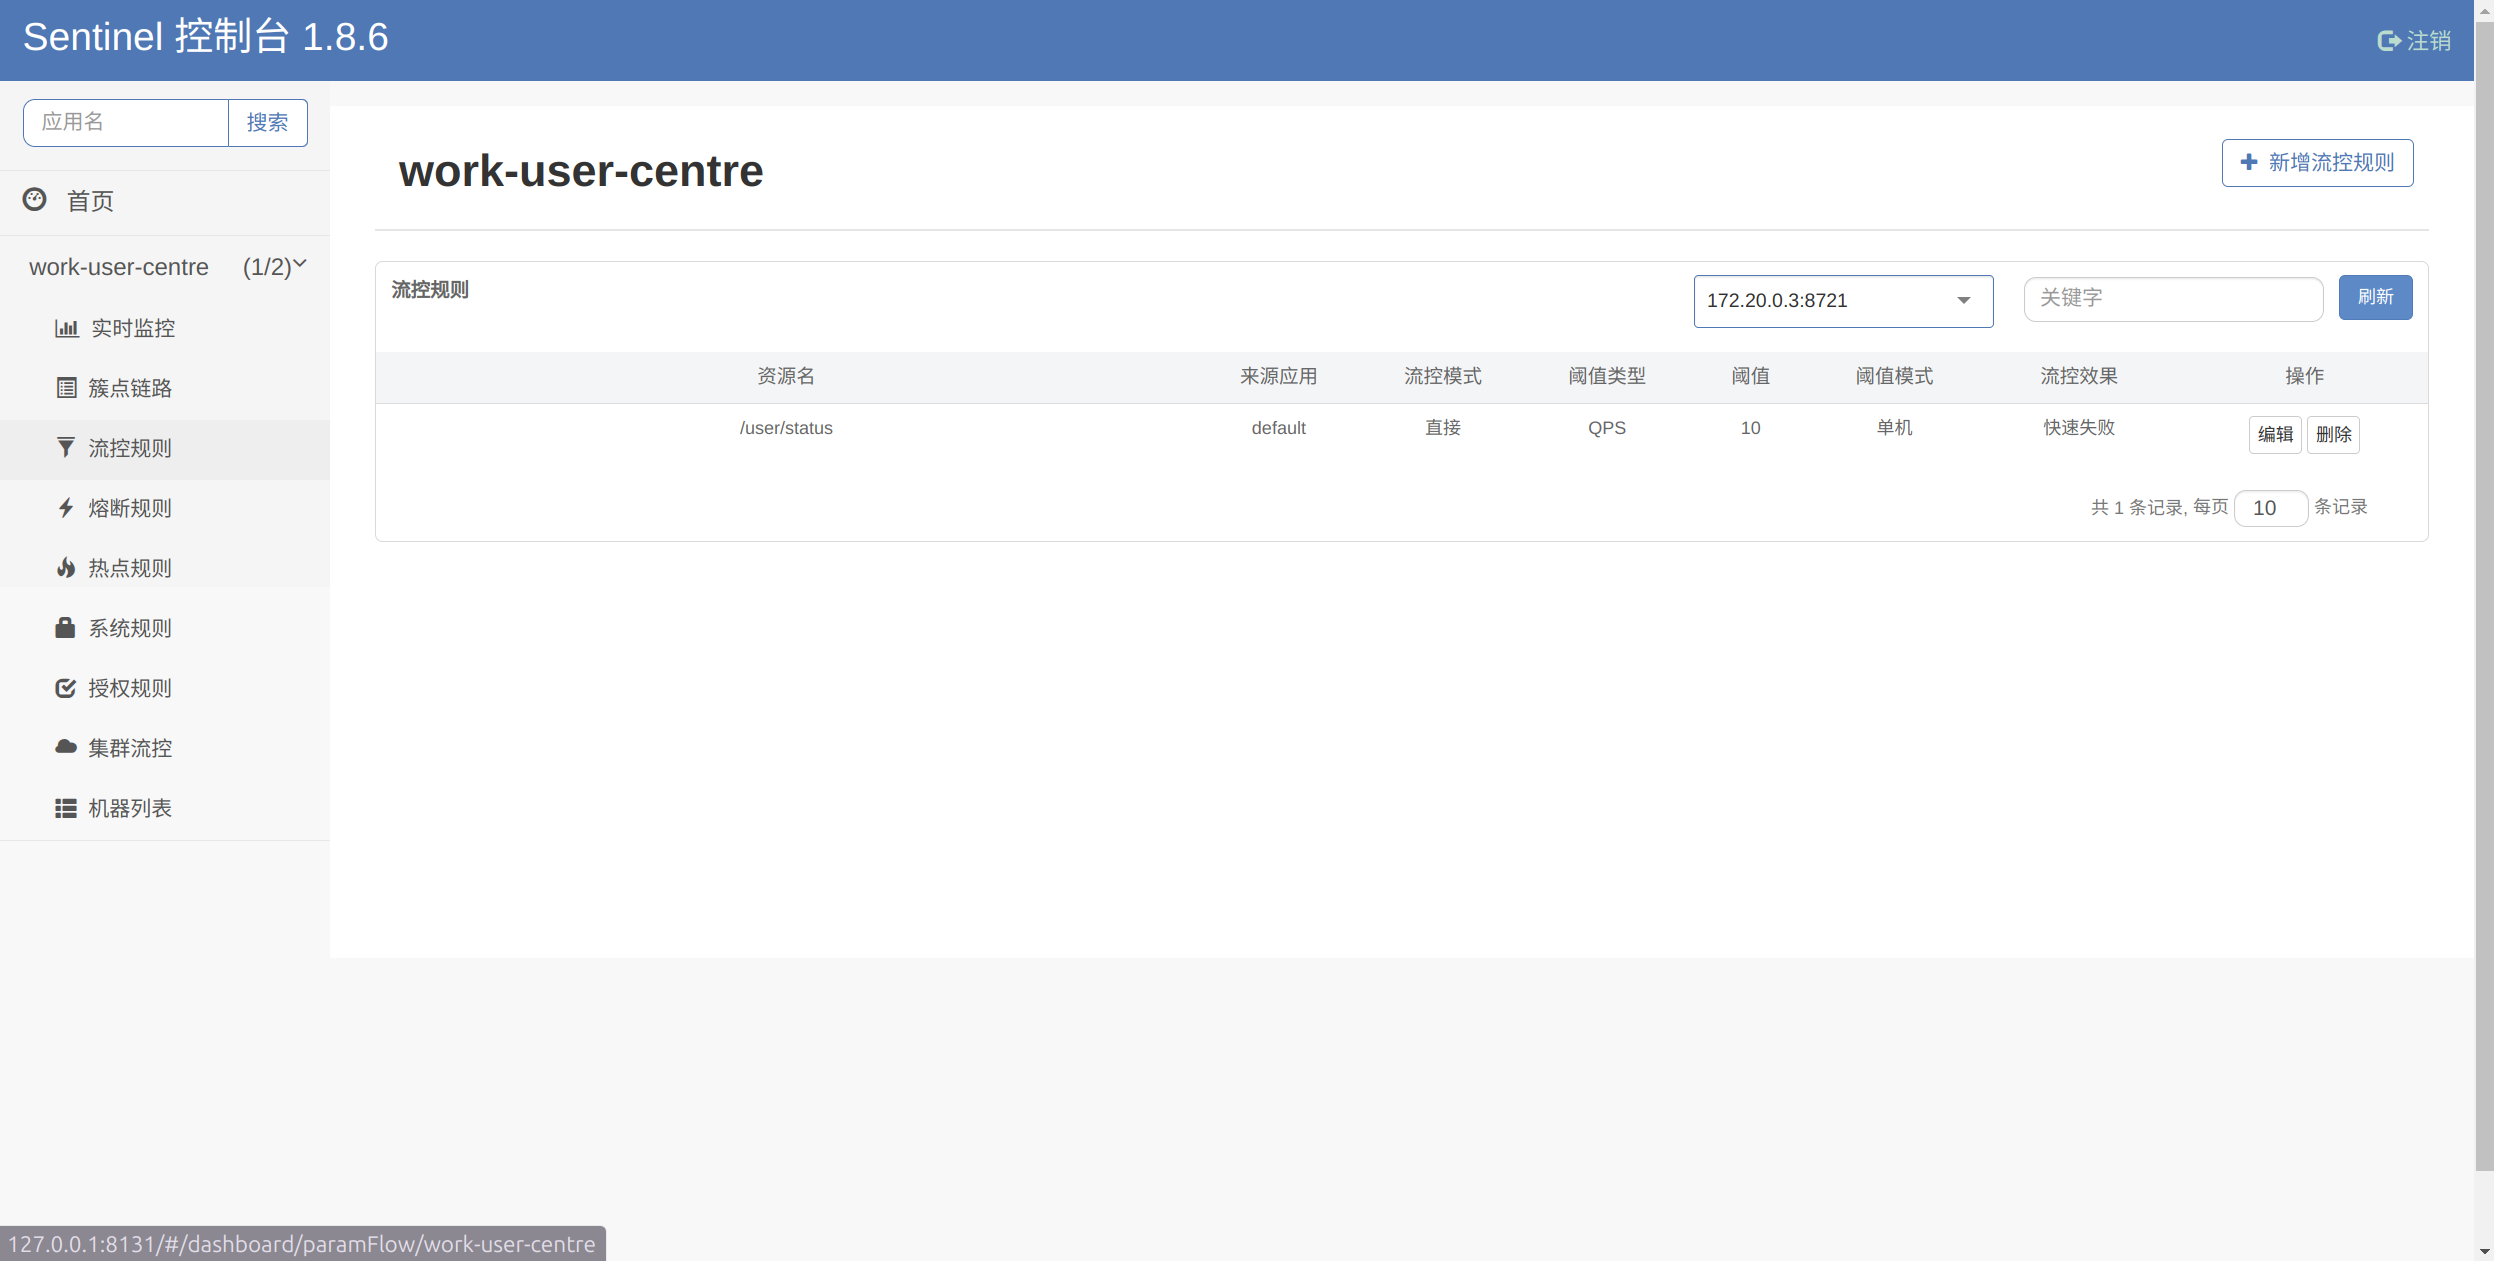 Sentinel 控制台 1.8.6
注销
应用名 搜索
首页
work-user-centre (1/2)
实时监控
簇点链路
流控规则
熔断规则
热点规则
系统规则
授权规则
集群流控
机器列表
work-user-centre
新增流控规则
流控规则 172.20.0.3:8721 关键字 刷新
资源名 来源应用 流控模式 阈值类型 阈值 阈值模式 流控效果 操作
/user/status default 直接 QPS 10 单机 快速失败 编辑 删除
共 1 条记录, 每页 10 条记录
127.0.0.1:8131/#/dashboard/paramFlow/work-user-centre